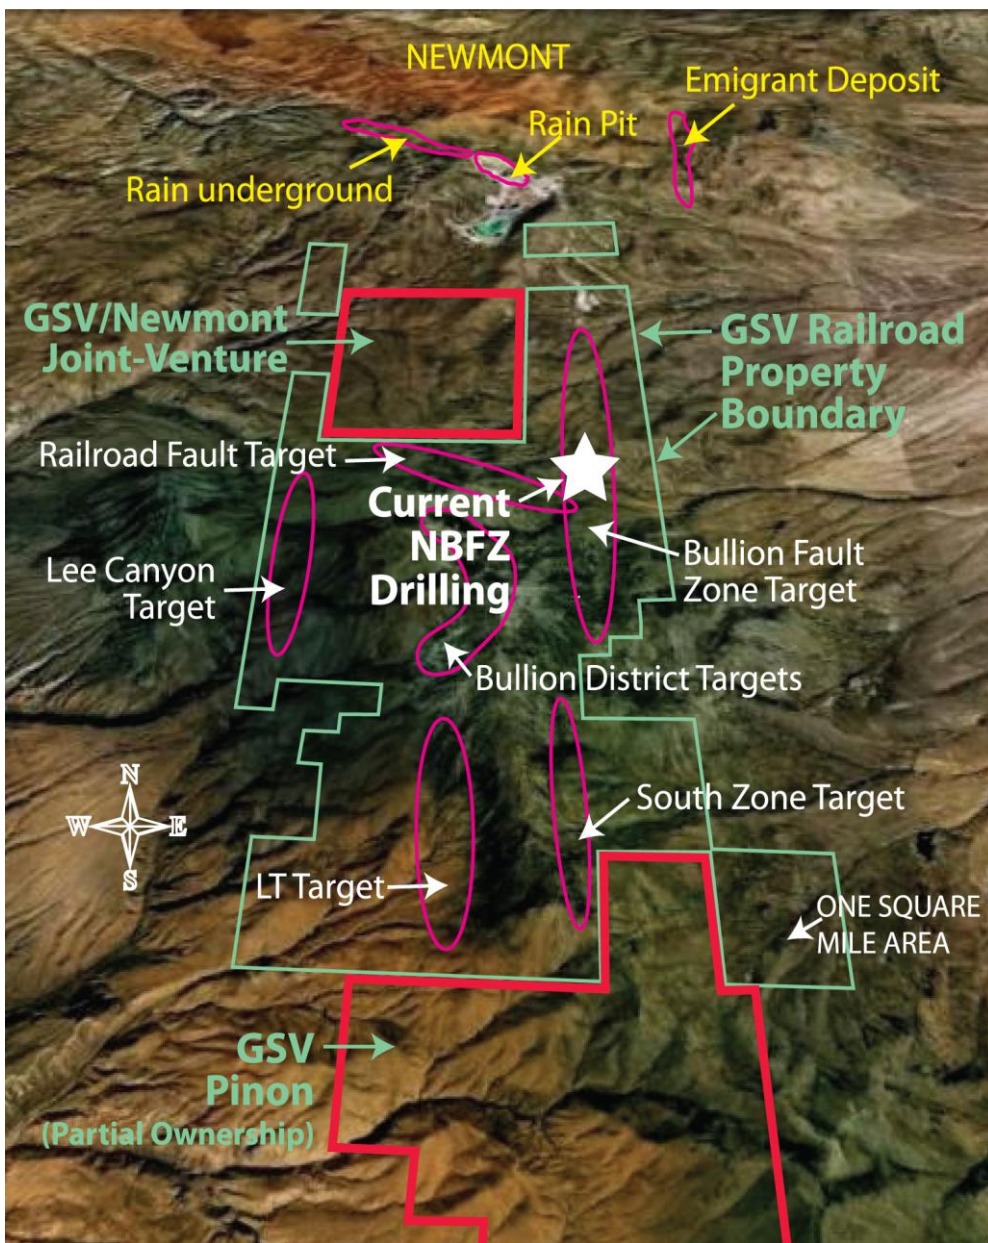 NEWMONT
Emigrant Deposit
Rain Pit
Rain underground
GSV/Newmont
Joint-Venture
GSV Railroad
Property
Boundary
Railroad Fault Target
Current
NBFZ
Drilling
Lee Canyon
Target
Bullion Fault
Zone Target
Bullion District Targets
N
W
E
S
South Zone Target
LT Target
ONE SQUARE
MILE AREA
GSV
Pinon
(Partial Ownership)